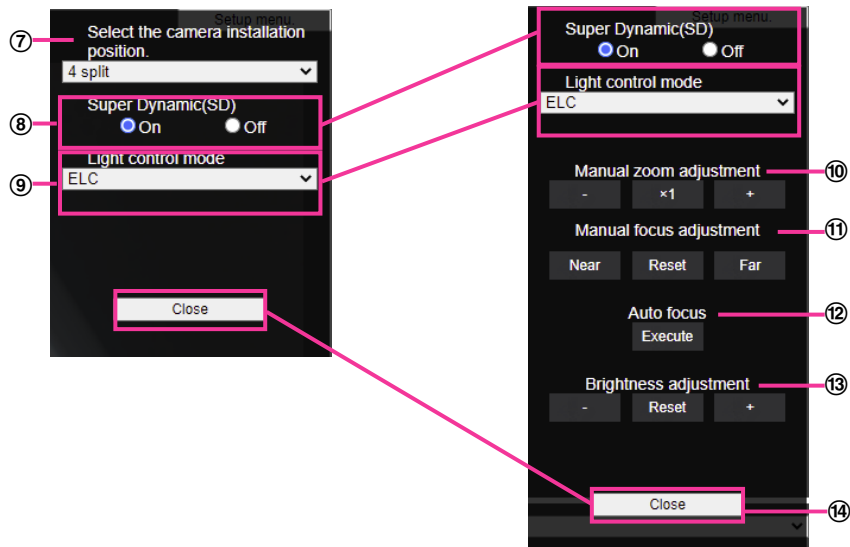 Setup menu.
⑦
Select the camera installation
position.
4 split
⑧
Super Dynamic(SD)
On Off
⑨
Light control mode
ELC
Close
Setup menu.
Super Dynamic(SD)
On Off
Light control mode
ELC
Manual zoom adjustment ⑩
- ×1 +
Manual focus adjustment ⑪
Near Reset Far
Auto focus ⑫
Execute
Brightness adjustment ⑬
- Reset +
Close ⑭